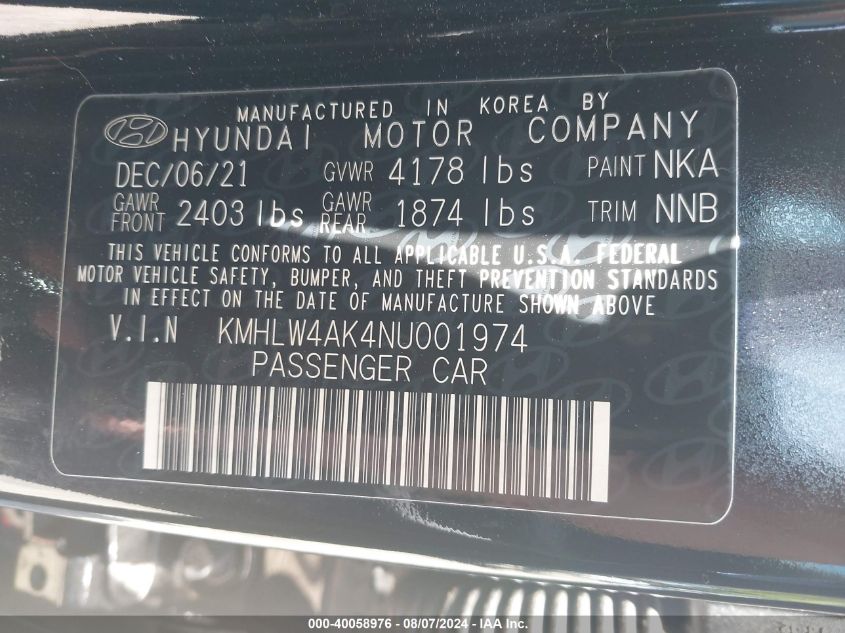 MANUFACTURED IN KOREA BY
HYUNDAI MOTOR COMPANY
DEC/06/21 GVWR 4178 lbs PAINT NKA
GAWR FRONT 2403 lbs GAWR REAR 1874 lbs TRIM NNB
THIS VEHICLE CONFORMS TO ALL APPLICABLE U.S.A. FEDERAL
MOTOR VEHICLE SAFETY, BUMPER, AND THEFT PREVENTION STANDARDS
IN EFFECT ON THE DATE OF MANUFACTURE SHOWN ABOVE.
V.I.N KMHLW4AK4NU001974
PASSENGER CAR
000-40058976 - 08/07/2024 - IAA Inc.